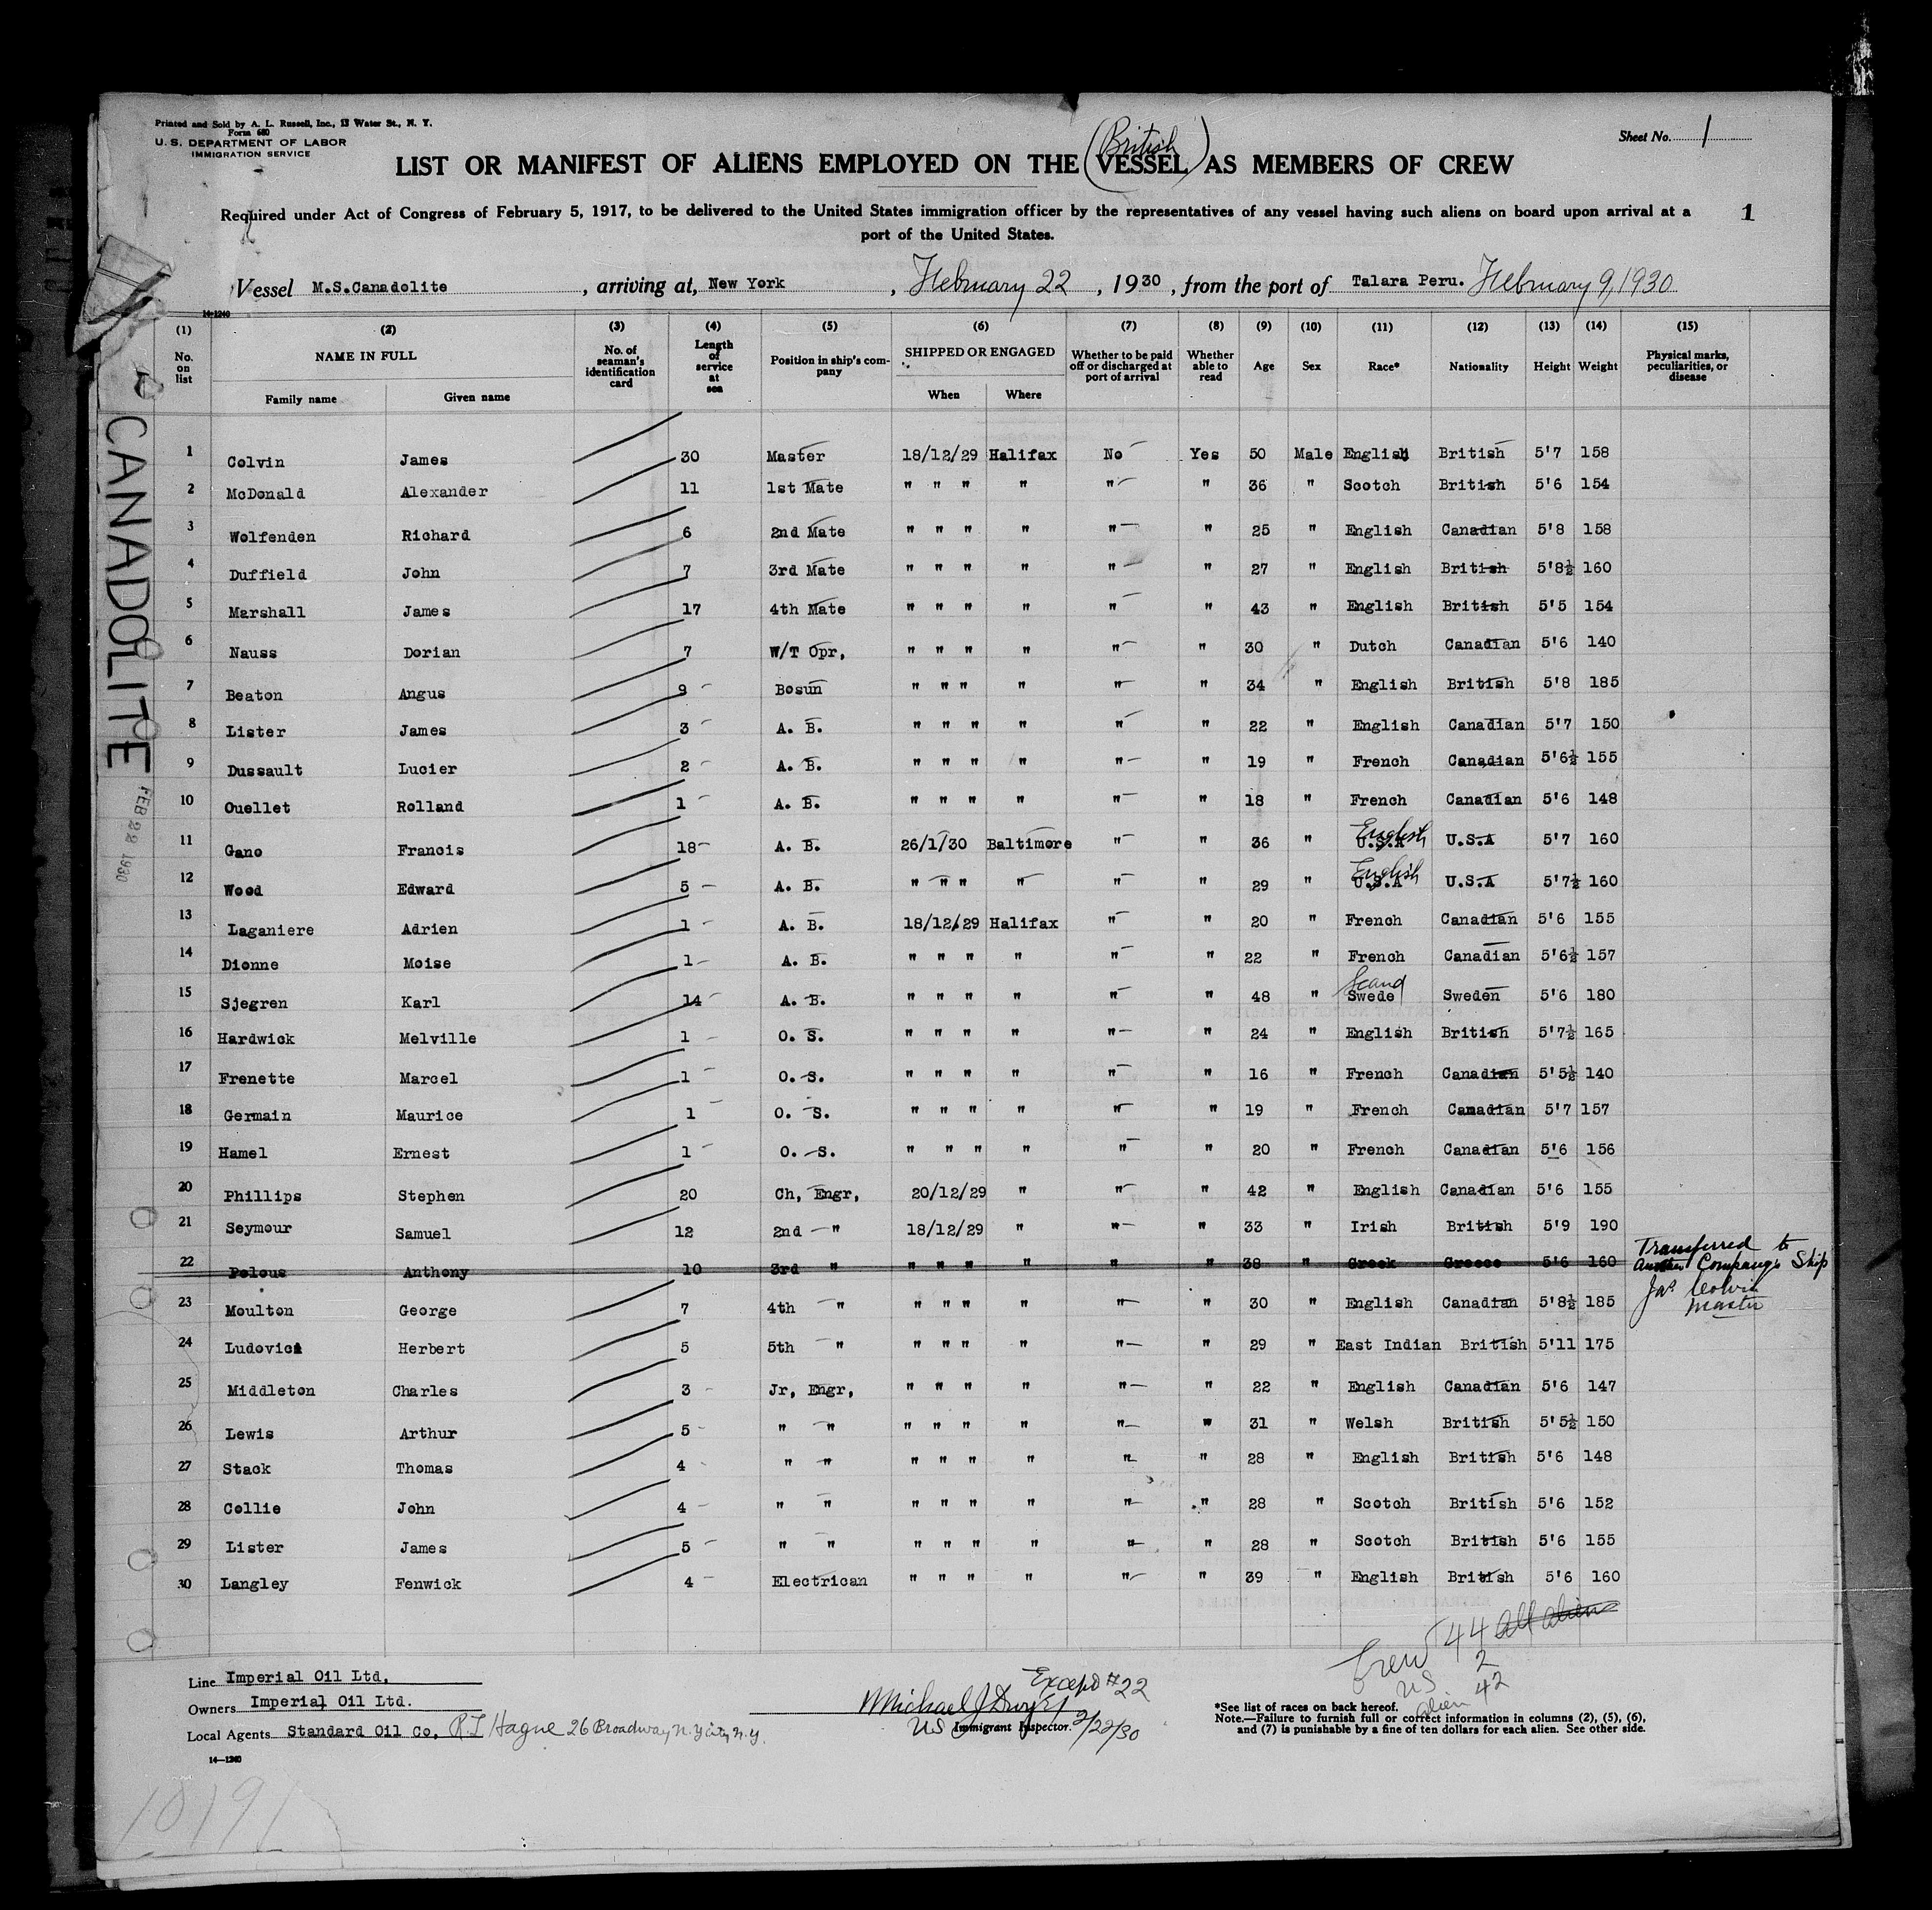 Printed and Sold by A. L. Russell, Inc., 13 Water St., N. Y.
Form 680
U. S. DEPARTMENT OF LABOR
IMMIGRATION SERVICE
Sheet No. 1
British
LIST OR MANIFEST OF ALIENS EMPLOYED ON THE (VESSEL) AS MEMBERS OF CREW
Required under Act of Congress of February 5, 1917, to be delivered to the United States immigration officer by the representatives of any vessel having such aliens on board upon arrival at a
port of the United States.
1
Vessel M.S.Canadolite , arriving at, New York , February 22 , 1930 , from the port of Talara Peru. February 9, 1930
14-1240
(1) (2) (3) (4) (5) (6) (7) (8) (9) (10) (11) (12) (13) (14) (15)
No. on list NAME IN FULL Family name Given name No. of seaman's identification card Length of service at sea Position in ship's company SHIPPED OR ENGAGED When Where Whether to be paid off or discharged at port of arrival Whether able to read Age Sex Race* Nationality Height Weight Physical marks, peculiarities, or disease
1 Colvin James 30 Master 18/12/29 Halifax No Yes 50 Male English British 5'7 158
2 McDonald Alexander 11 1st Mate " " " " " " 36 " Scotch British 5'6 154
3 Wolfenden Richard 6 2nd Mate " " " " " " 25 " English Canadian 5'8 158
4 Duffield John 7 3rd Mate " " " " " " 27 " English British 5'8½ 160
5 Marshall James 17 4th Mate " " " " " " 43 " English British 5'5 154
6 Nauss Dorian 7 W/T Opr, " " " " " " 30 " Dutch Canadian 5'6 140
7 Beaton Angus 9 Bosun " " " " " " 34 " English British 5'8 185
8 Lister James 3 A. B. " " " " " " 22 " English Canadian 5'7 150
9 Dussault Lucier 2 A. B. " " " " " " 19 " French Canadian 5'6½ 155
10 Ouellet Rolland 1 A. B. " " " " " " 18 " French Canadian 5'6 148
11 Gano Francis 18 A. B. 26/1/30 Baltimore " " 36 " English U.S.A U.S.A 5'7 160
12 Wood Edward 5 A. B. " " " " " " 29 " English U.S.A U.S.A 5'7½ 160
13 Laganiere Adrien 1 A. B. 18/12/29 Halifax " " 20 " French Canadian 5'6 155
14 Dionne Moise 1 A. B. " " " " " " 22 " French Canadian 5'6½ 157
15 Sjegren Karl 14 A. B. " " " " " " 48 " Scand Swede Sweden 5'6 180
16 Hardwick Melville 1 O. S. " " " " " " 24 " English British 5'7½ 165
17 Frenette Marcel 1 O. S. " " " " " " 16 " French Canadian 5'5½ 140
18 Germain Maurice 1 O. S. " " " " " " 19 " French Canadian 5'7 157
19 Hamel Ernest 1 O. S. " " " " " " 20 " French Canadian 5'6 156
20 Phillips Stephen 20 Ch, Engr, 20/12/29 " " " 42 " English Canadian 5'6 155
21 Seymour Samuel 12 2nd " 18/12/29 " " " 33 " Irish British 5'9 190
22 Pelous Anthony 10 3rd " " " " " " " 38 " Greek Greece 5'6 160 Transferred to Another Company's Ship
Jas Colvin
Master
23 Moulton George 7 4th " " " " " " " 30 " English Canadian 5'8½ 185
24 Ludovici Herbert 5 5th " " " " " " " 29 " East Indian British 5'11 175
25 Middleton Charles 3 Jr, Engr, " " " " " " 22 " English Canadian 5'6 147
26 Lewis Arthur 5 " " " " " " " " 31 " Welsh British 5'5½ 150
27 Stack Thomas 4 " " " " " " " " 28 " English British 5'6 148
28 Collie John 4 " " " " " " " " 28 " Scotch British 5'6 152
29 Lister James 5 " " " " " " " " 28 " Scotch British 5'6 155
30 Langley Fenwick 4 Electrican " " " " " " 39 " English British 5'6 160
CANADOLITE
FEB 22 1930
Crew 44 all alien
US 2
alien 42
Line Imperial Oil Ltd.
Owners Imperial Oil Ltd.
Local Agents Standard Oil Co, R.L Hague 26 Broadway N.Y City, N.Y.
14-1240
Except #22
Michael J Dwyer
US Immigrant Inspector. 2/22/30
*See list of races on back hereof.
Note.—Failure to furnish full or correct information in columns (2), (5), (6),
and (7) is punishable by a fine of ten dollars for each alien. See other side.
10191